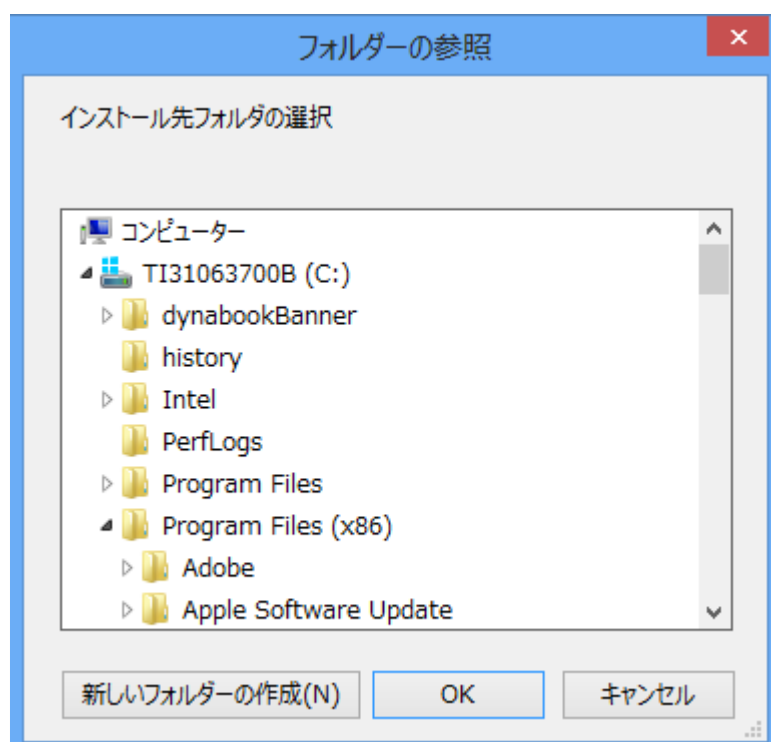 フォルダーの参照
インストール先フォルダの選択
コンピューター
TI31063700B (C:)
dynabookBanner
history
Intel
PerfLogs
Program Files
Program Files (x86)
Adobe
Apple Software Update
新しいフォルダーの作成(N) OK キャンセル